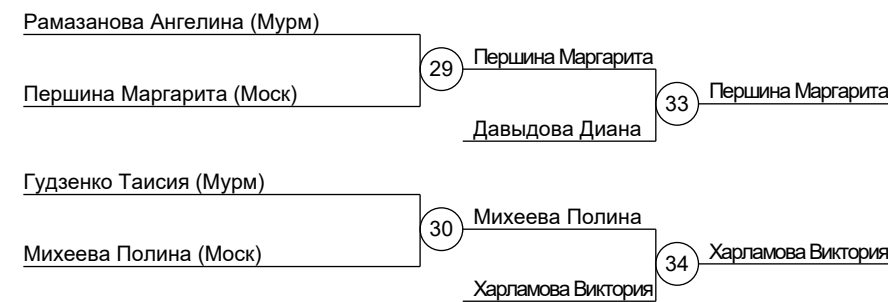 Рамазанова Ангелина (Мурм)
29
Першина Маргарита
Першина Маргарита (Моск)
33
Першина Маргарита
Давыдова Диана
Гудзенко Таисия (Мурм)
30
Михеева Полина
Михеева Полина (Моск)
34
Харламова Виктория
Харламова Виктория